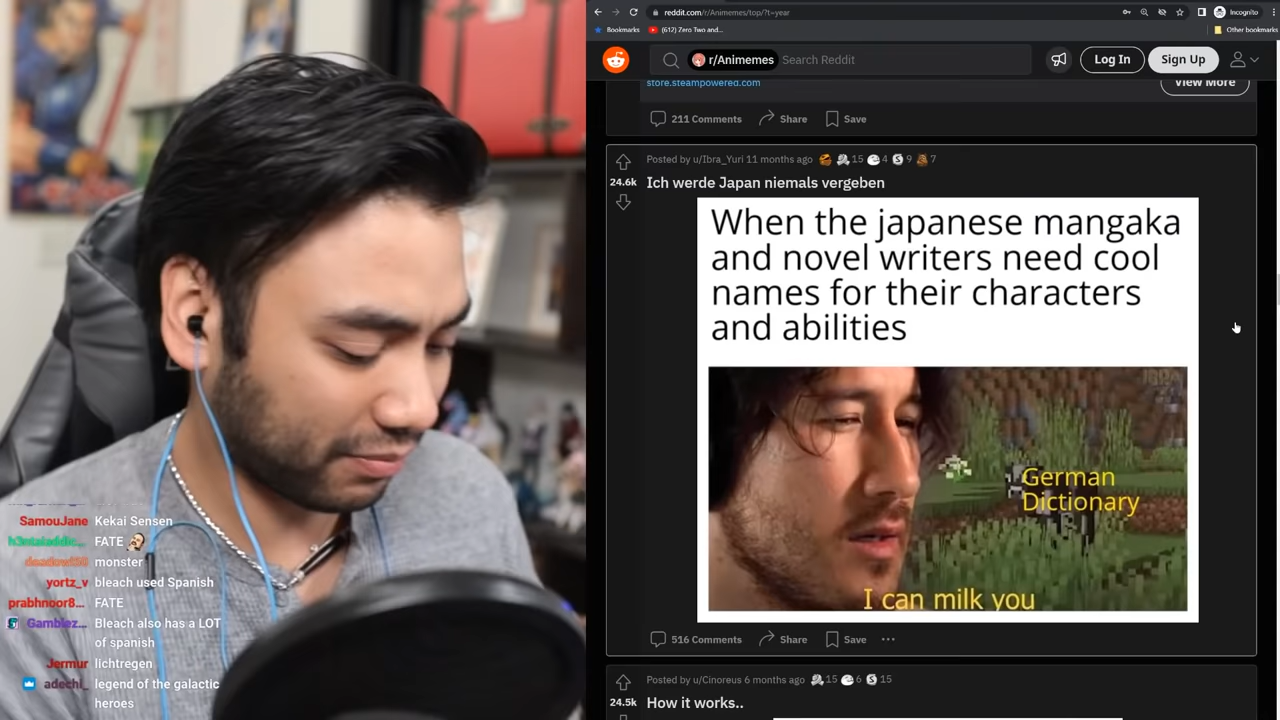 reddit.com/r/Animemes/top/?t=year
Incognito
Bookmarks
(612) Zero Two and...
Other bookmarks
r/Animemes
Search Reddit
Log In
Sign Up
store.steampowered.com
View More
211 Comments
Share
Save
Posted by u/Ibra_Yuri 11 months ago
15
4
9
7
24.6k
Ich werde Japan niemals vergeben
When the japanese mangaka
and novel writers need cool
names for their characters
and abilities
German
Dictionary
I can milk you
516 Comments
Share
Save
Posted by u/Cinoreus 6 months ago
15
6
15
24.5k
How it works..
SamouJane Kekai Sensen
FATE
monster
yortz_v bleach used Spanish
prabhnoor8... FATE
Gamblez... Bleach also has a LOT
of spanish
Jermur lichtregen
adechi_ legend of the galactic
heroes